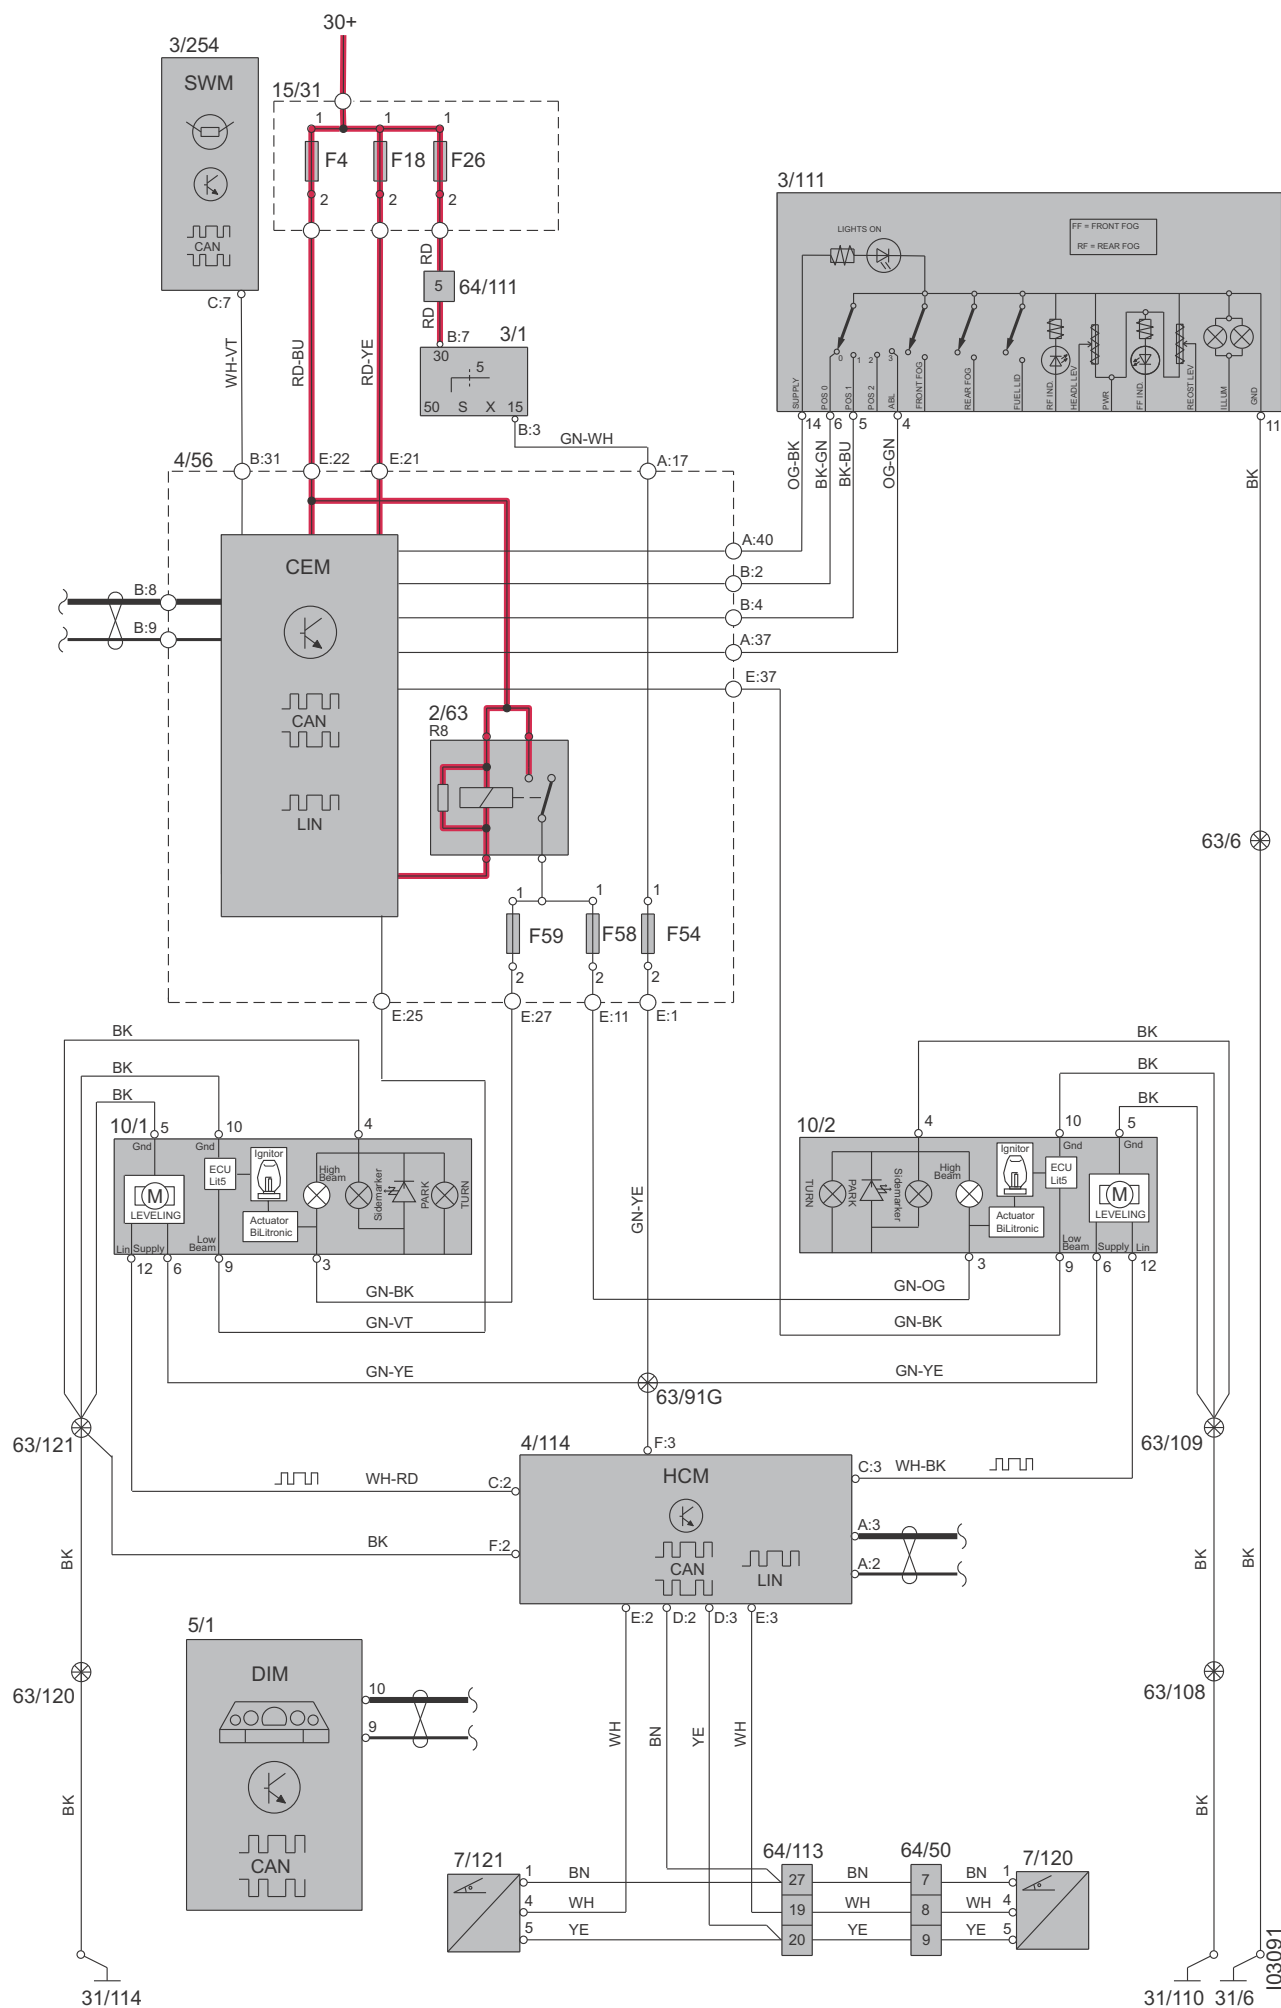 30+
3/254
SWM
CAN
C:7
WH-VT
15/31
1
1
1
F4
F18
F26
2
2
2
RD
5
64/111
RD
RD-BU
RD-YE
B:7
3/1
30
5
50
S
X
15
B:3
GN-WH
3/111
LIGHTS ON
FF = FRONT FOG
RF = REAR FOG
0
1
2
3
SUPPLY
POS 0
POS 1
POS 2
ABL
FRONT FOG
REAR FOG
FUEL LID
RF IND.
HEADL LEV
PWR
FF IND.
REOST LEV
ILLUM
GND
14
6
5
4
11
OG-BK
BK-GN
BK-BU
OG-GN
BK
4/56
B:31
E:22
E:21
A:17
CEM
CAN
LIN
B:8
B:9
A:40
B:2
B:4
A:37
E:37
2/63
R8
63/6
1
1
1
F59
F58
F54
2
2
2
E:25
E:27
E:11
E:1
BK
BK
BK
10/1
5
10
4
Gnd
Gnd
M
LEVELING
ECU
Lit5
Ignitor
Actuator
BiLitronic
High
Beam
Sidemarker
PARK
TURN
Lin
Supply
Low
Beam
12
6
9
3
GN-BK
GN-VT
GN-YE
GN-YE
BK
BK
BK
10/2
4
10
5
TURN
PARK
Sidemarker
High
Beam
Ignitor
Actuator
BiLitronic
Gnd
Gnd
ECU
Lit5
M
LEVELING
Low
Beam
Supply
Lin
3
9
6
12
GN-OG
GN-BK
GN-YE
63/91G
63/121
63/109
4/114
F:3
HCM
CAN
LIN
C:2
WH-RD
F:2
BK
C:3
WH-BK
A:3
A:2
E:2
D:2
D:3
E:3
BK
BK
BK
5/1
DIM
CAN
10
9
63/120
63/108
WH
BN
YE
WH
BK
BK
7/121
1
4
5
BN
WH
YE
64/113
27
19
20
BN
WH
YE
64/50
7
8
9
BN
WH
YE
7/120
1
4
5
31/114
31/110
31/6
I03091